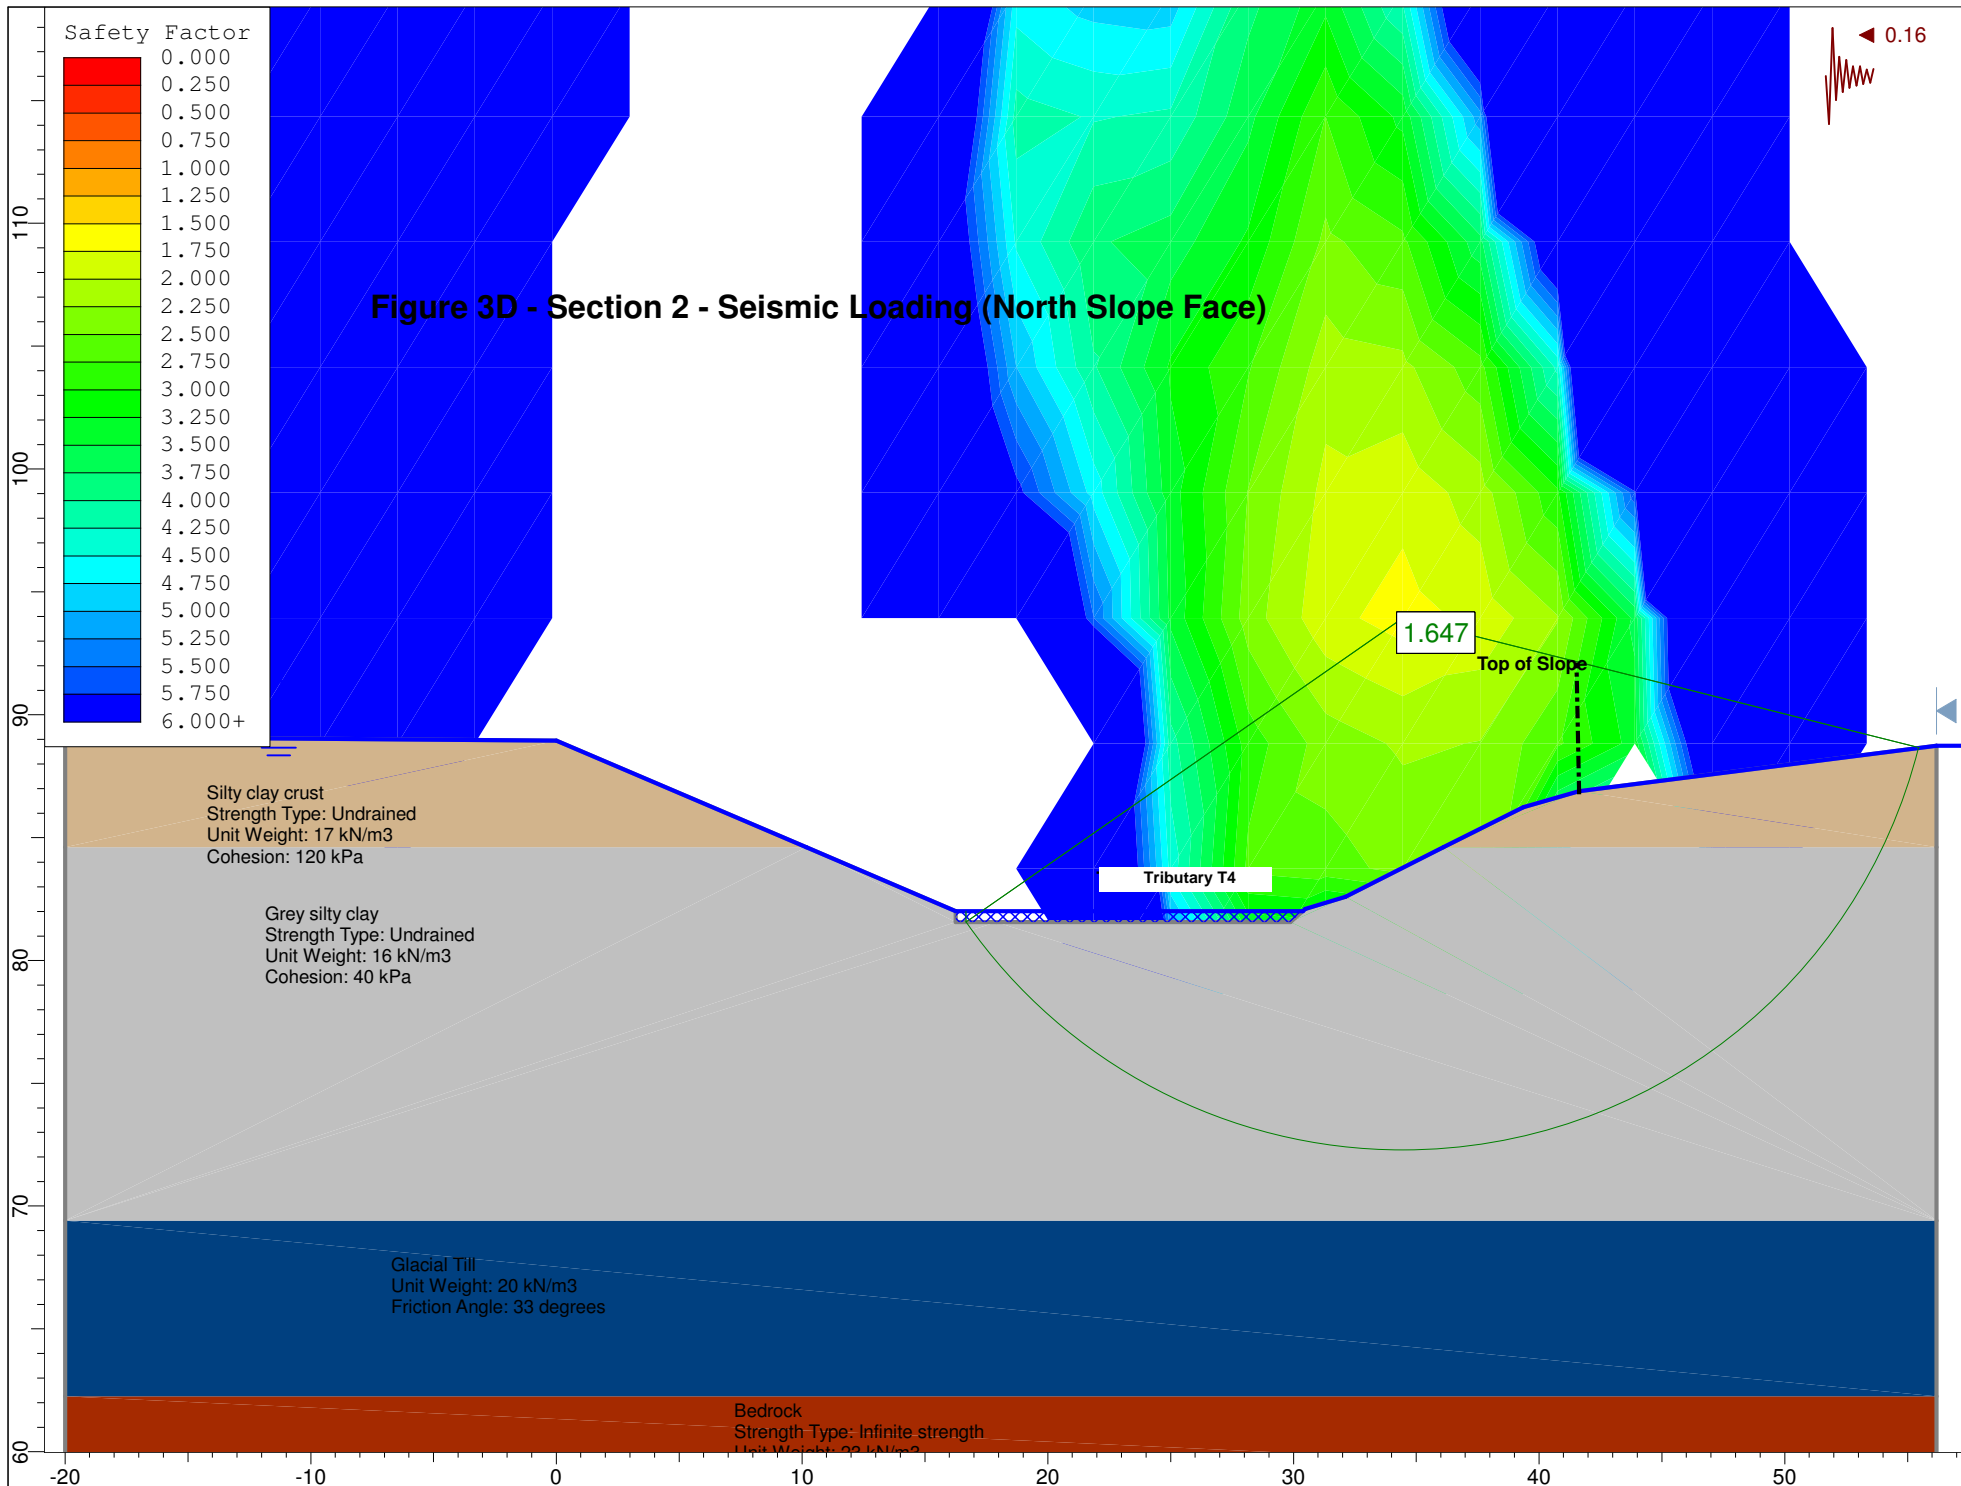 Safety Factor
0.000
0.250
0.500
0.750
1.000
1.250
1.500
1.750
2.000
2.250
2.500
2.750
3.000
3.250
3.500
3.750
4.000
4.250
4.500
4.750
5.000
5.250
5.500
5.750
6.000+
0.16
Figure 3D - Section 2 - Seismic Loading (North Slope Face)
1.647
Top of Slope
Silty clay crust
Strength Type: Undrained
Unit Weight: 17 kN/m3
Cohesion: 120 kPa
Tributary T4
Grey silty clay
Strength Type: Undrained
Unit Weight: 16 kN/m3
Cohesion: 40 kPa
Glacial Till
Unit Weight: 20 kN/m3
Friction Angle: 33 degrees
Bedrock
Strength Type: Infinite strength
Unit Weight: 23 kN/m3
110
100
90
80
70
60
-20 -10 0 10 20 30 40 50